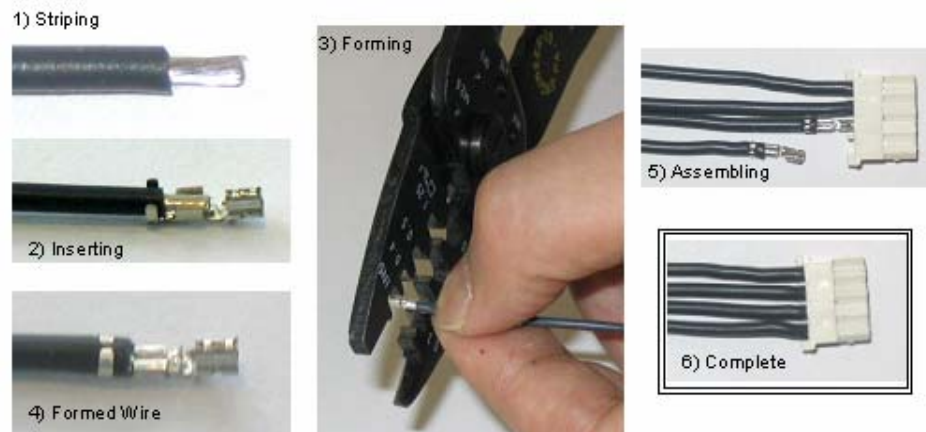 1) Striping
2) Inserting
3) Forming
4) Formed Wire
5) Assembling
6) Complete